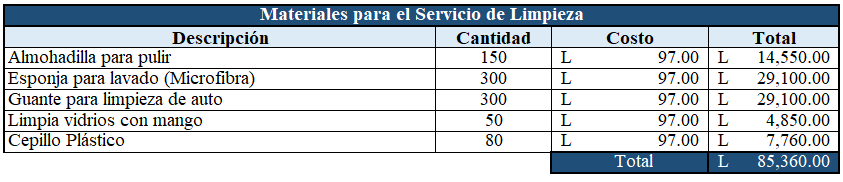 Materiales para el Servicio de Limpieza
Descripción Cantidad Costo Total
Almohadilla para pulir 150 L 97.00 L 14,550.00
Esponja para lavado (Microfibra) 300 L 97.00 L 29,100.00
Guante para limpieza de auto 300 L 97.00 L 29,100.00
Limpia vidrios con mango 50 L 97.00 L 4,850.00
Cepillo Plástico 80 L 97.00 L 7,760.00
Total L 85,360.00